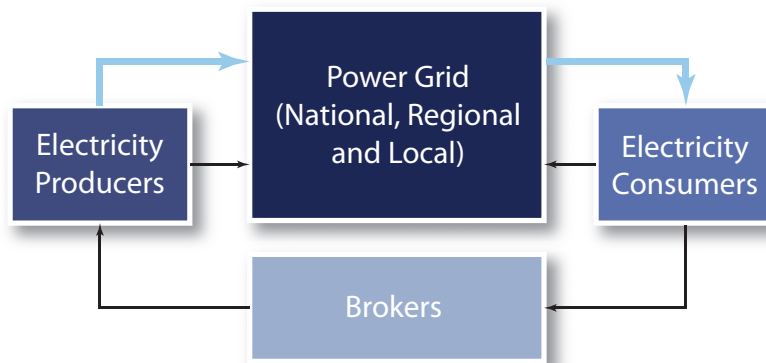 Power Grid
(National, Regional
and Local)
Electricity
Producers
Electricity
Consumers
Brokers